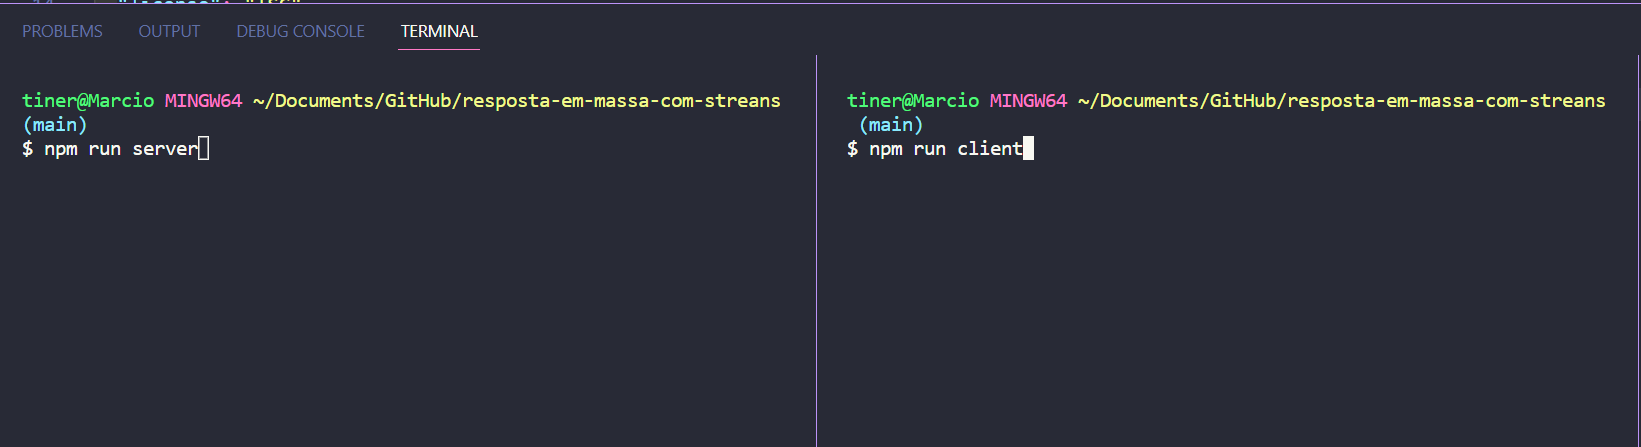 PROBLEMS OUTPUT DEBUG CONSOLE TERMINAL
tiner@Marcio MINGW64 ~/Documents/GitHub/resposta-em-massa-com-streans
(main)
$ npm run server
tiner@Marcio MINGW64 ~/Documents/GitHub/resposta-em-massa-com-streans
(main)
$ npm run client